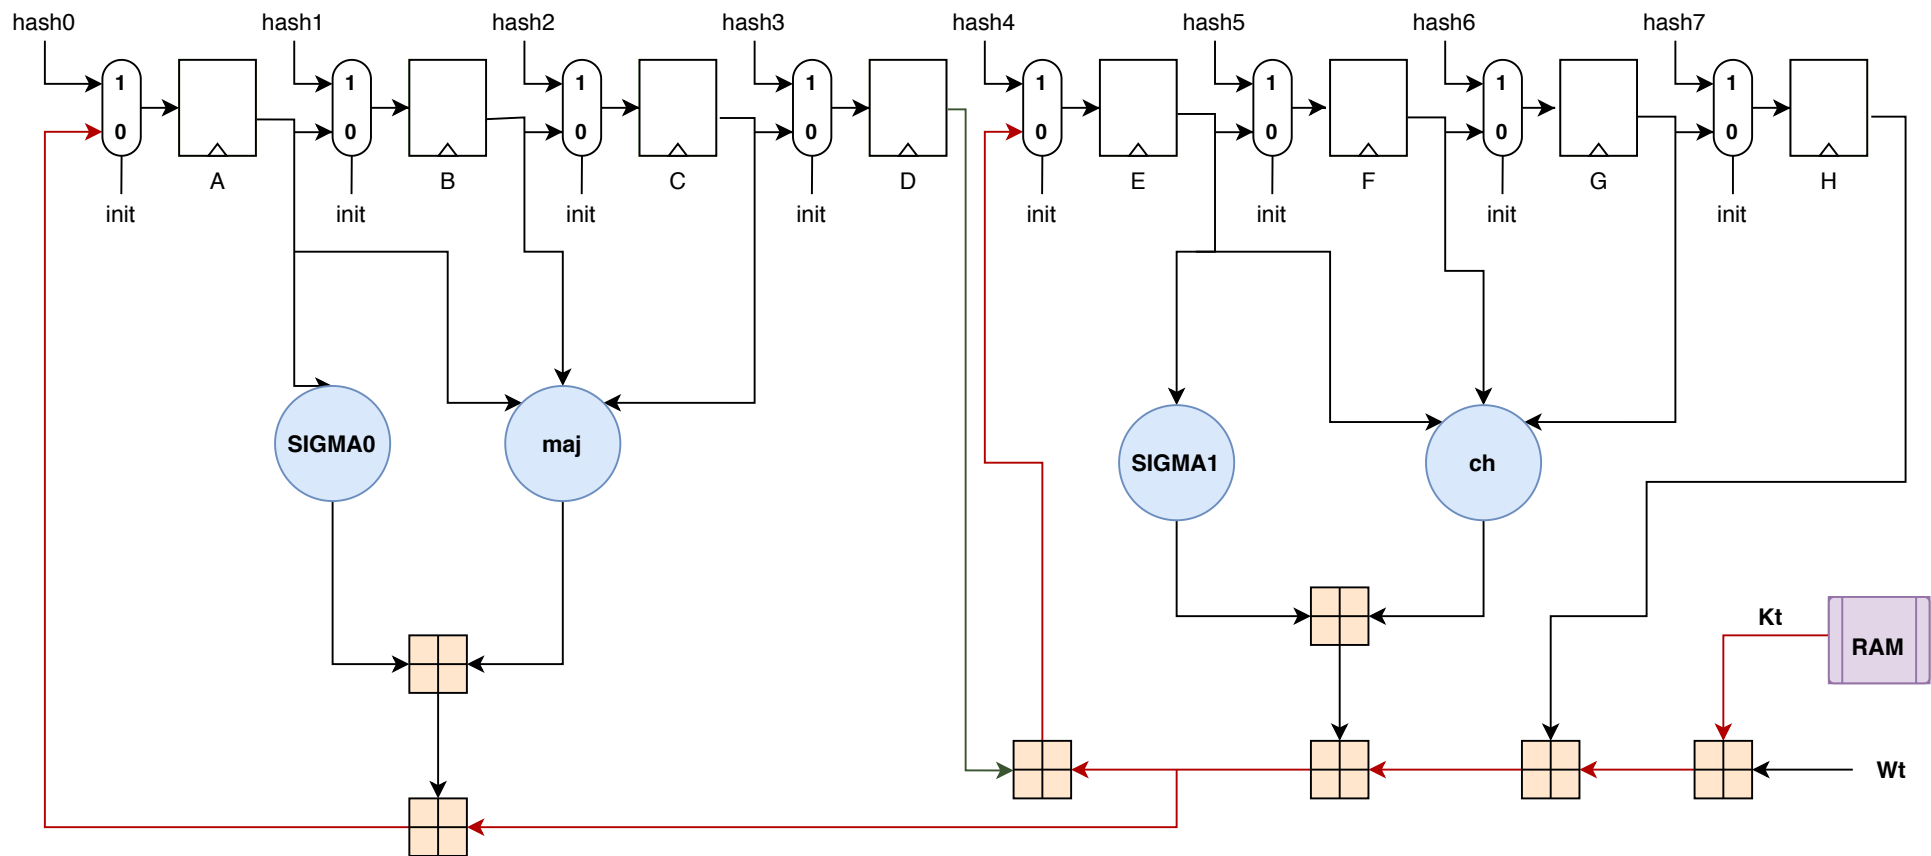 hash0 hash1 hash2 hash3 hash4 hash5 hash6 hash7
1 1 1 1 1 1 1 1
0 0 0 0 0 0 0 0
A B C D E F G H
init init init init init init init init
SIGMA0 maj SIGMA1 ch
Kt
RAM
Wt